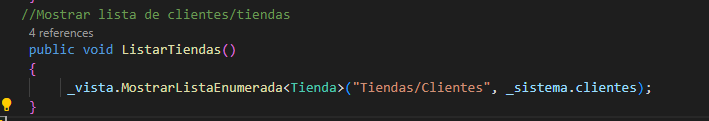 //Mostrar lista de clientes/tiendas
4 references
public void ListarTiendas()
{
_vista.MostrarListaEnumerada<Tienda>("Tiendas/Clientes", _sistema.clientes);
}